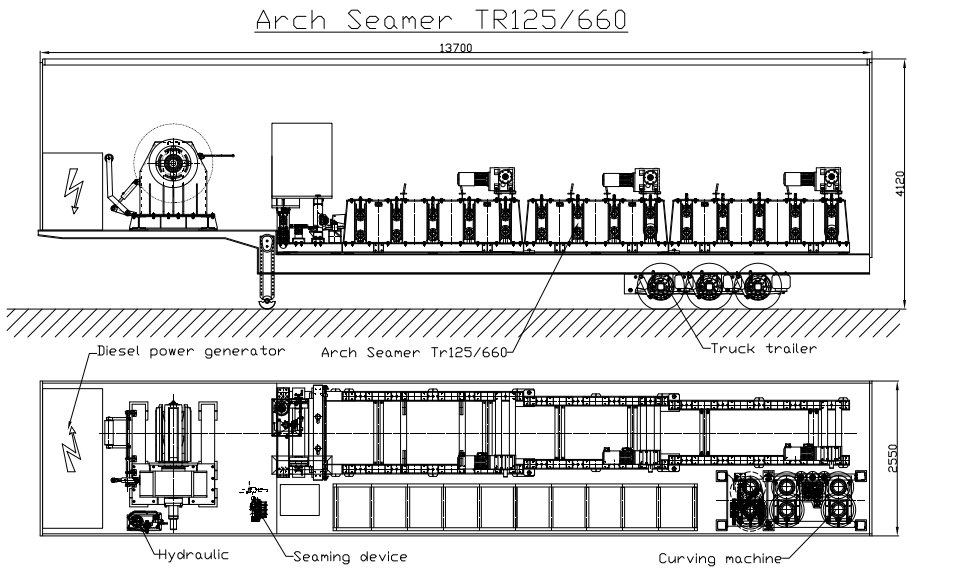 Arch Seamer TR125/660
13700
4120
Diesel power generator
Arch Seamer Tr125/660
Truck trailer
2550
Hydraulic
Seaming device
Curving machine